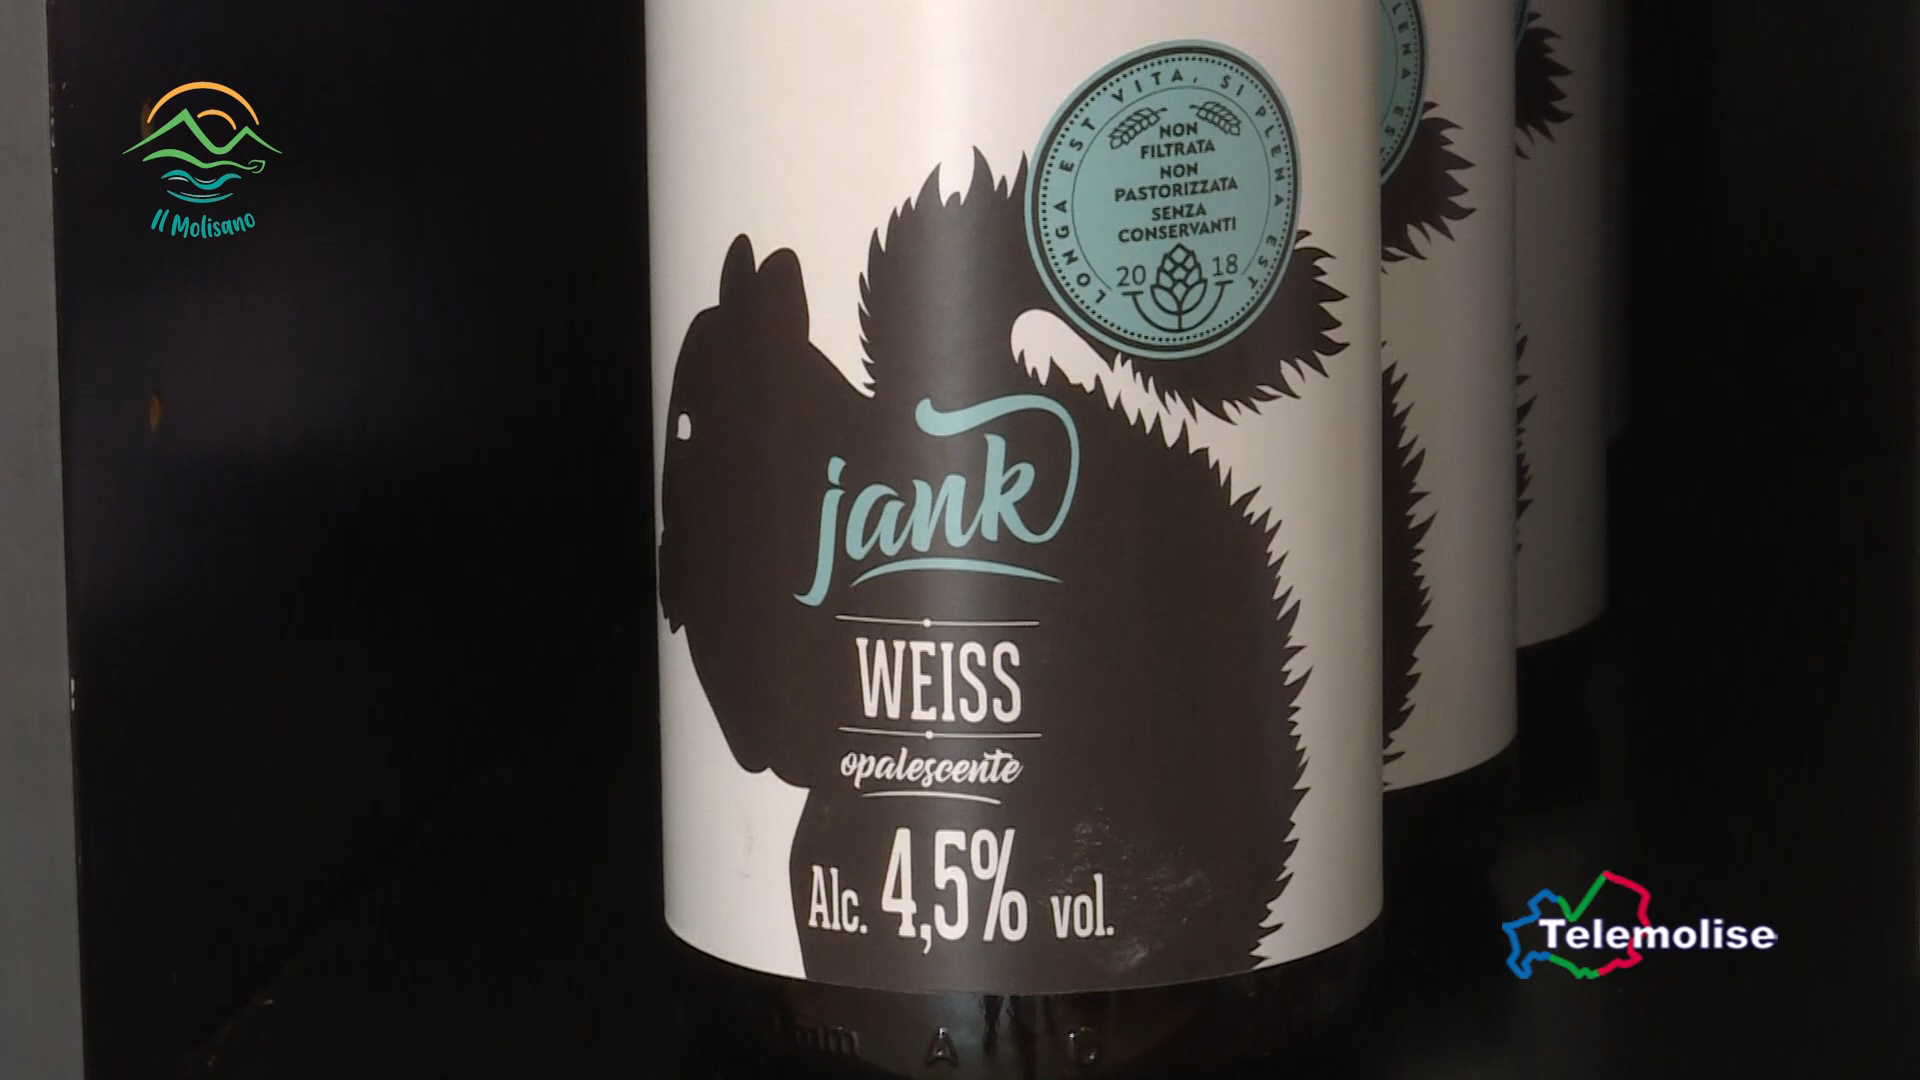 Il Molisano
LONGA EST VITA, SI PLENA EST
NON
FILTRATA
NON
PASTORIZZATA
SENZA
CONSERVANTI
20 18
jank
WEISS
opalescente
Alc. 4,5% vol.
Telemolise